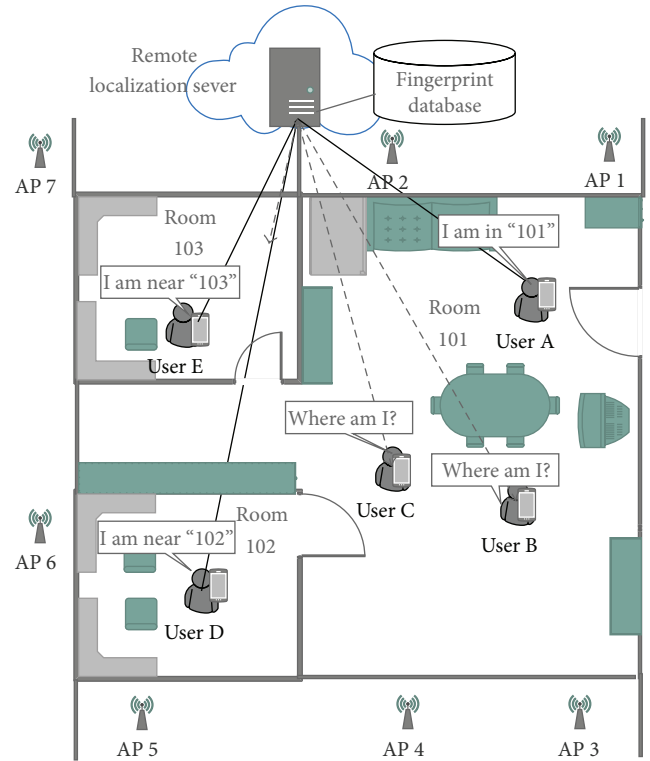 Remote
localization sever
Fingerprint
database
AP 7
AP 2
AP 1
Room
103
I am in “101”
I am near “103”
Room
101
User A
User E
Where am I?
Where am I?
User C
Room
102
User B
I am near “102”
AP 6
User D
AP 5
AP 4
AP 3